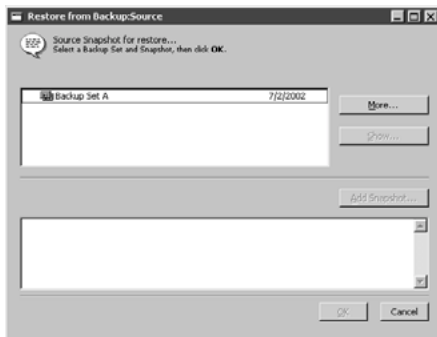 Restore from Backup:Source
Source Snapshot for restore...
Select a Backup Set and Snapshot, then click OK.
Backup Set A 7/2/2002
More...
Show...
Add Snapshot...
OK
Cancel